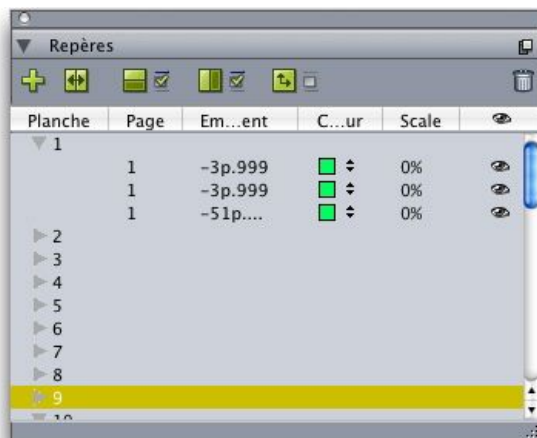 Repères
Planche Page Em...ent C...ur Scale
1
1 -3p.999 0%
1 -3p.999 0%
1 -51p.... 0%
2
3
4
5
6
7
8
9
10